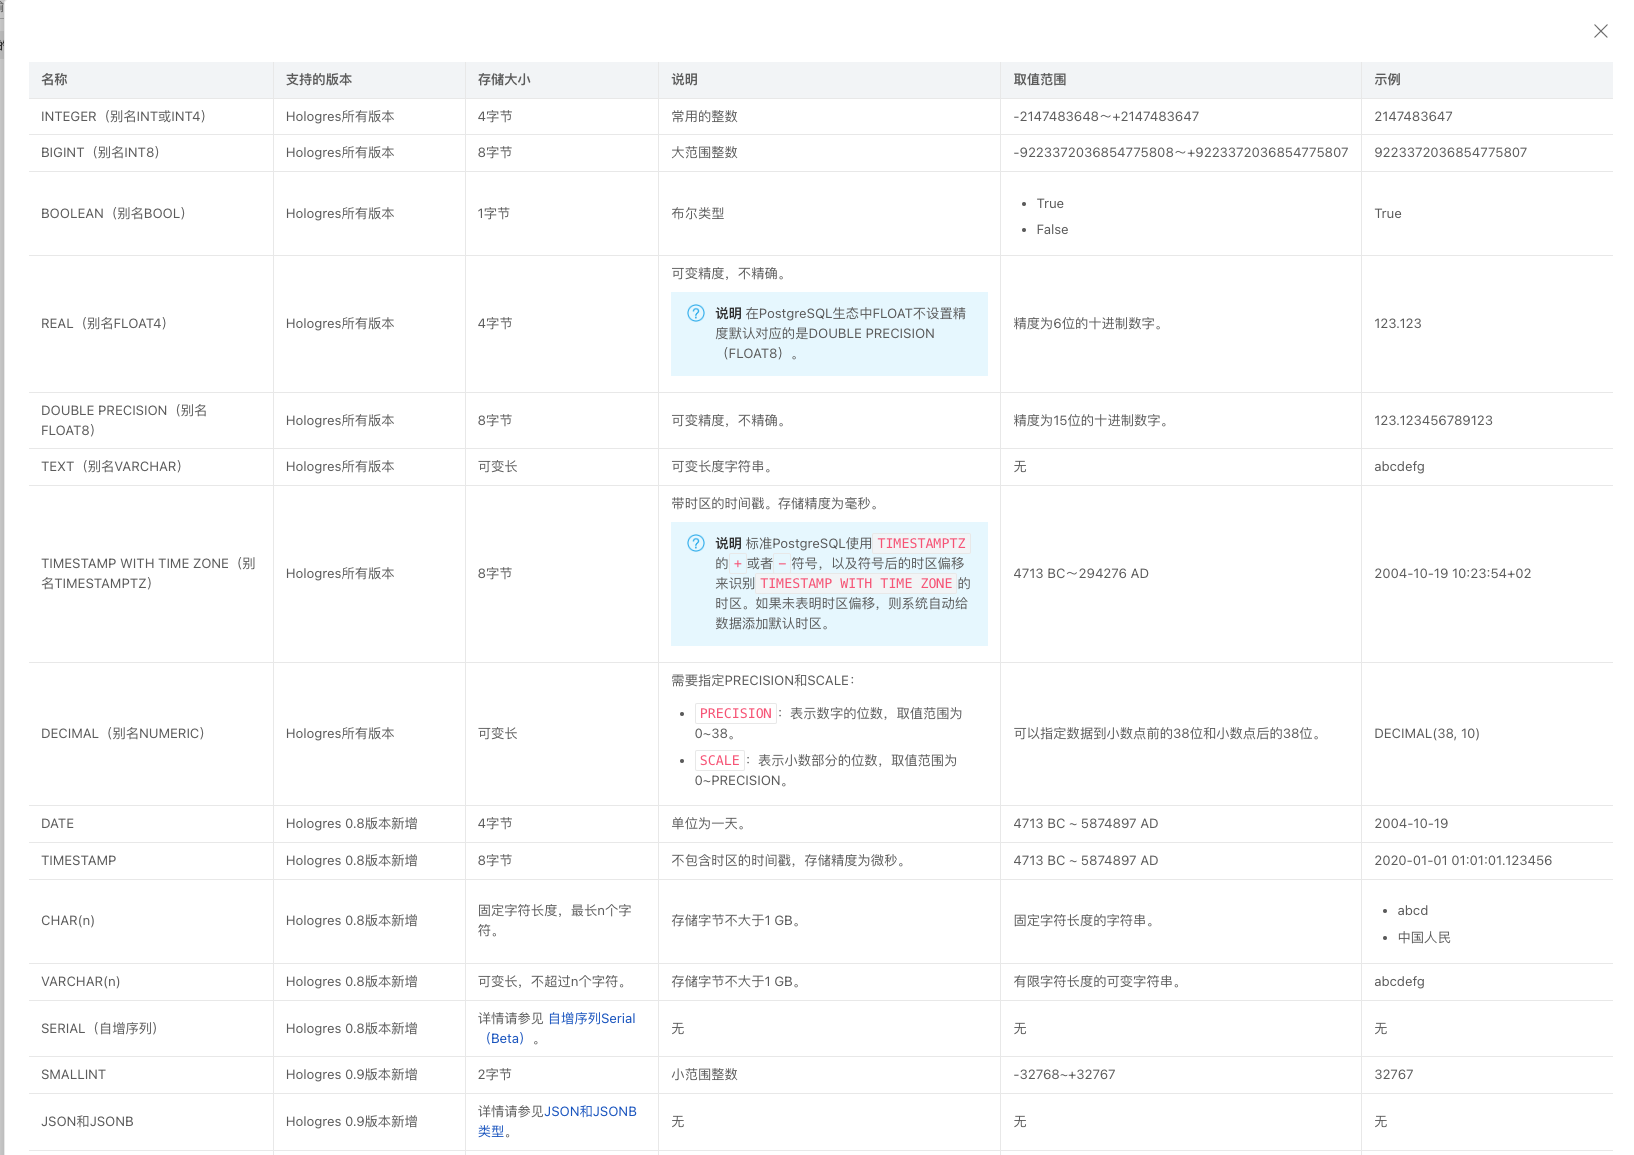 名称 支持的版本 存储大小 说明 取值范围 示例
INTEGER（别名INT或INT4） Hologres所有版本 4字节 常用的整数 -2147483648～+2147483647 2147483647
BIGINT（别名INT8） Hologres所有版本 8字节 大范围整数 -9223372036854775808～+9223372036854775807 9223372036854775807
BOOLEAN（别名BOOL） Hologres所有版本 1字节 布尔类型
• True
• False
True
REAL（别名FLOAT4） Hologres所有版本 4字节
可变精度，不精确。
说明 在PostgreSQL生态中FLOAT不设置精
度默认对应的是DOUBLE PRECISION
（FLOAT8）。
精度为6位的十进制数字。 123.123
DOUBLE PRECISION（别名
FLOAT8）
Hologres所有版本 8字节 可变精度，不精确。 精度为15位的十进制数字。 123.123456789123
TEXT（别名VARCHAR） Hologres所有版本 可变长 可变长度字符串。 无 abcdefg
TIMESTAMP WITH TIME ZONE（别
名TIMESTAMPTZ）
Hologres所有版本 8字节
带时区的时间戳。存储精度为毫秒。
说明 标准PostgreSQL使用 TIMESTAMPTZ
的 + 或者 - 符号，以及符号后的时区偏移
来识别 TIMESTAMP WITH TIME ZONE 的
时区。如果未表明时区偏移，则系统自动给
数据添加默认时区。
4713 BC～294276 AD 2004-10-19 10:23:54+02
DECIMAL（别名NUMERIC） Hologres所有版本 可变长
需要指定PRECISION和SCALE：
• PRECISION ：表示数字的位数，取值范围为
0~38。
• SCALE ：表示小数部分的位数，取值范围为
0~PRECISION。
可以指定数据到小数点前的38位和小数点后的38位。 DECIMAL(38, 10)
DATE Hologres 0.8版本新增 4字节 单位为一天。 4713 BC ~ 5874897 AD 2004-10-19
TIMESTAMP Hologres 0.8版本新增 8字节 不包含时区的时间戳，存储精度为微秒。 4713 BC ~ 5874897 AD 2020-01-01 01:01:01.123456
CHAR(n) Hologres 0.8版本新增
固定字符长度，最长n个字
符。
存储字节不大于1 GB。 固定字符长度的字符串。
• abcd
• 中国人民
VARCHAR(n) Hologres 0.8版本新增 可变长，不超过n个字符。 存储字节不大于1 GB。 有限字符长度的可变字符串。 abcdefg
SERIAL（自增序列） Hologres 0.8版本新增
详情请参见 自增序列Serial
（Beta）。
无 无 无
SMALLINT Hologres 0.9版本新增 2字节 小范围整数 -32768~+32767 32767
JSON和JSONB Hologres 0.9版本新增
详情请参见JSON和JSONB
类型。
无 无 无